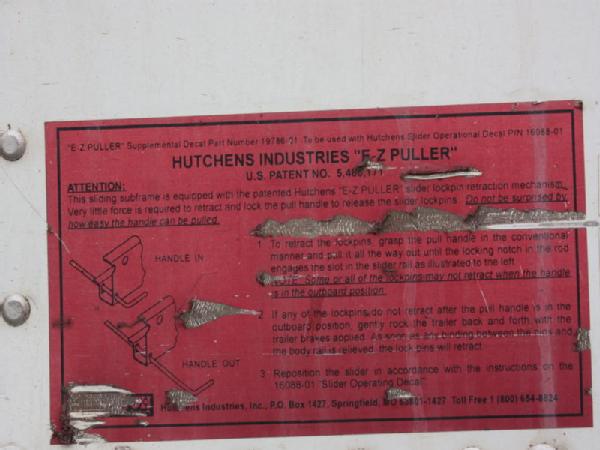 "E-Z PULLER" Supplemental Decal Part Number 19786-01 To be used with Hutchens Slider Operational Decal P/N 16088-01
HUTCHENS INDUSTRIES "E-Z PULLER"
U.S. PATENT NO. 5,480,171
ATTENTION:
This sliding subframe is equipped with the patented Hutchens "E-Z PULLER" slider lockpin retraction mechanism.
Very little force is required to retract and lock the pull handle to release the slider lockpins. Do not be surprised by
how easy the handle can be pulled.
HANDLE IN
HANDLE OUT
1 To retract the lockpins, grasp the pull handle in the conventional
manner and pull it all the way out until the locking notch in the rod
engages the slot in the slider rail as illustrated to the left.
NOTE: Some or all of the lockpins may not retract when the handle
is in the outboard position.
2 If any of the lockpins do not retract after the pull handle is in the
outboard position, gently rock the trailer back and forth with the
trailer brakes applied. As soon as any binding between the pins and
the body rail is relieved, the lock pins will retract.
3 Reposition the slider in accordance with the instructions on the
16088-01 "Slider Operating Decal"
Hutchens Industries, Inc., P.O. Box 1427, Springfield, MO 65801-1427 Toll Free 1 (800) 654-8824